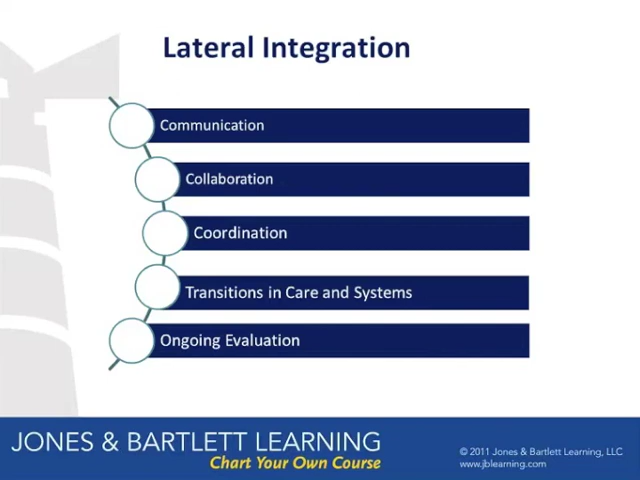 Lateral Integration
Communication
Collaboration
Coordination
Transitions in Care and Systems
Ongoing Evaluation
JONES & BARTLETT LEARNING
Chart Your Own Course
© 2011 Jones & Bartlett Learning, LLC
www.jblearning.com